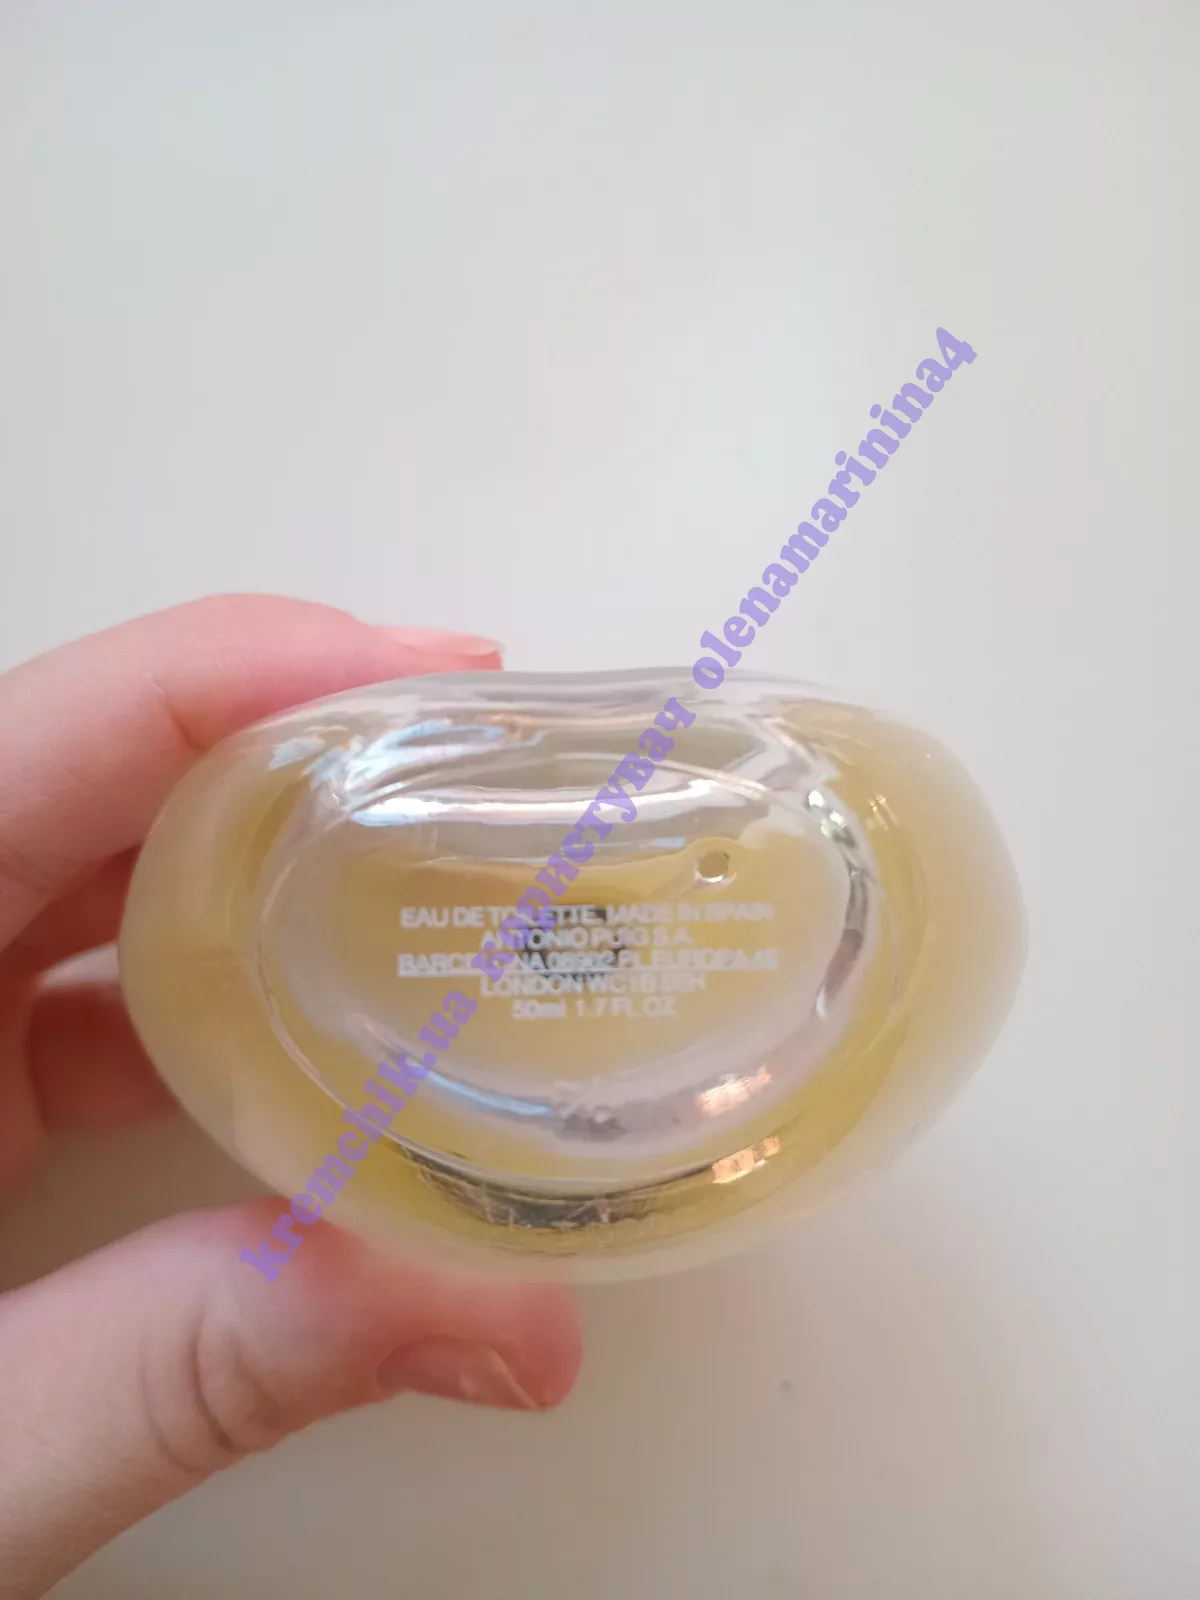 EAU DE TOILETTE, MADE IN SPAIN
ANTONIO PUIG S.A.
BARCELONA 08902 PL. EUROPA 46
LONDON WC1B 5BH
50ml 1.7 FL. OZ
kremchik.ua користувач olenamarinina4